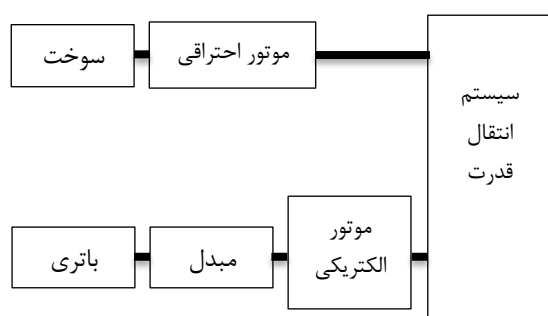 سوخت
موتور احتراقی
سیستم
انتقال
قدرت
باتری
مبدل
موتور
الکتریکی